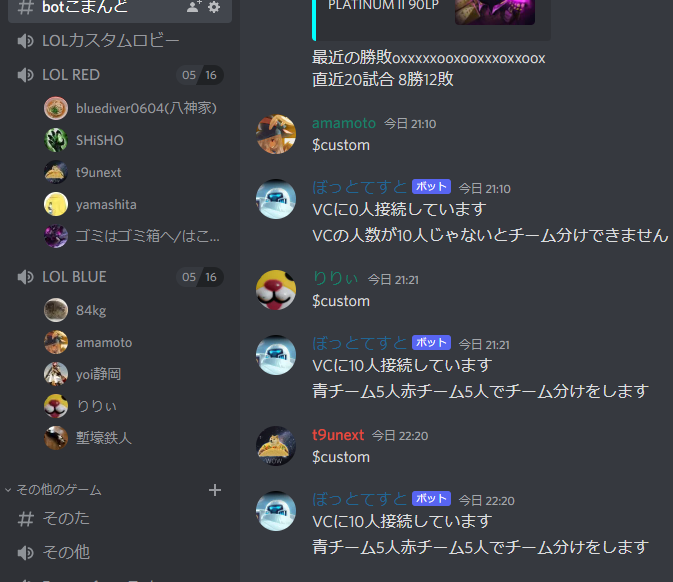 botこまんど
LOLカスタムロビー
LOL RED
05 16
bluediver0604(八神家)
SHiSHO
t9unext
yamashita
ゴミはゴミ箱へ/はこ...
LOL BLUE
05 16
84kg
amamoto
yoi静岡
りりぃ
塹壕鉄人
その他のゲーム
そのた
その他
PLATINUM II 90LP
最近の勝敗oxxxxxooxooxxxoxxoox
直近20試合 8勝12敗
amamoto 今日 21:10
$custom
ぼっとてすと ボット 今日 21:10
VCに0人接続しています
VCの人数が10人じゃないとチーム分けできません
りりぃ 今日 21:21
$custom
ぼっとてすと ボット 今日 21:21
VCに10人接続しています
青チーム5人赤チーム5人でチーム分けをします
t9unext 今日 22:20
WOW
$custom
ぼっとてすと ボット 今日 22:20
VCに10人接続しています
青チーム5人赤チーム5人でチーム分けをします